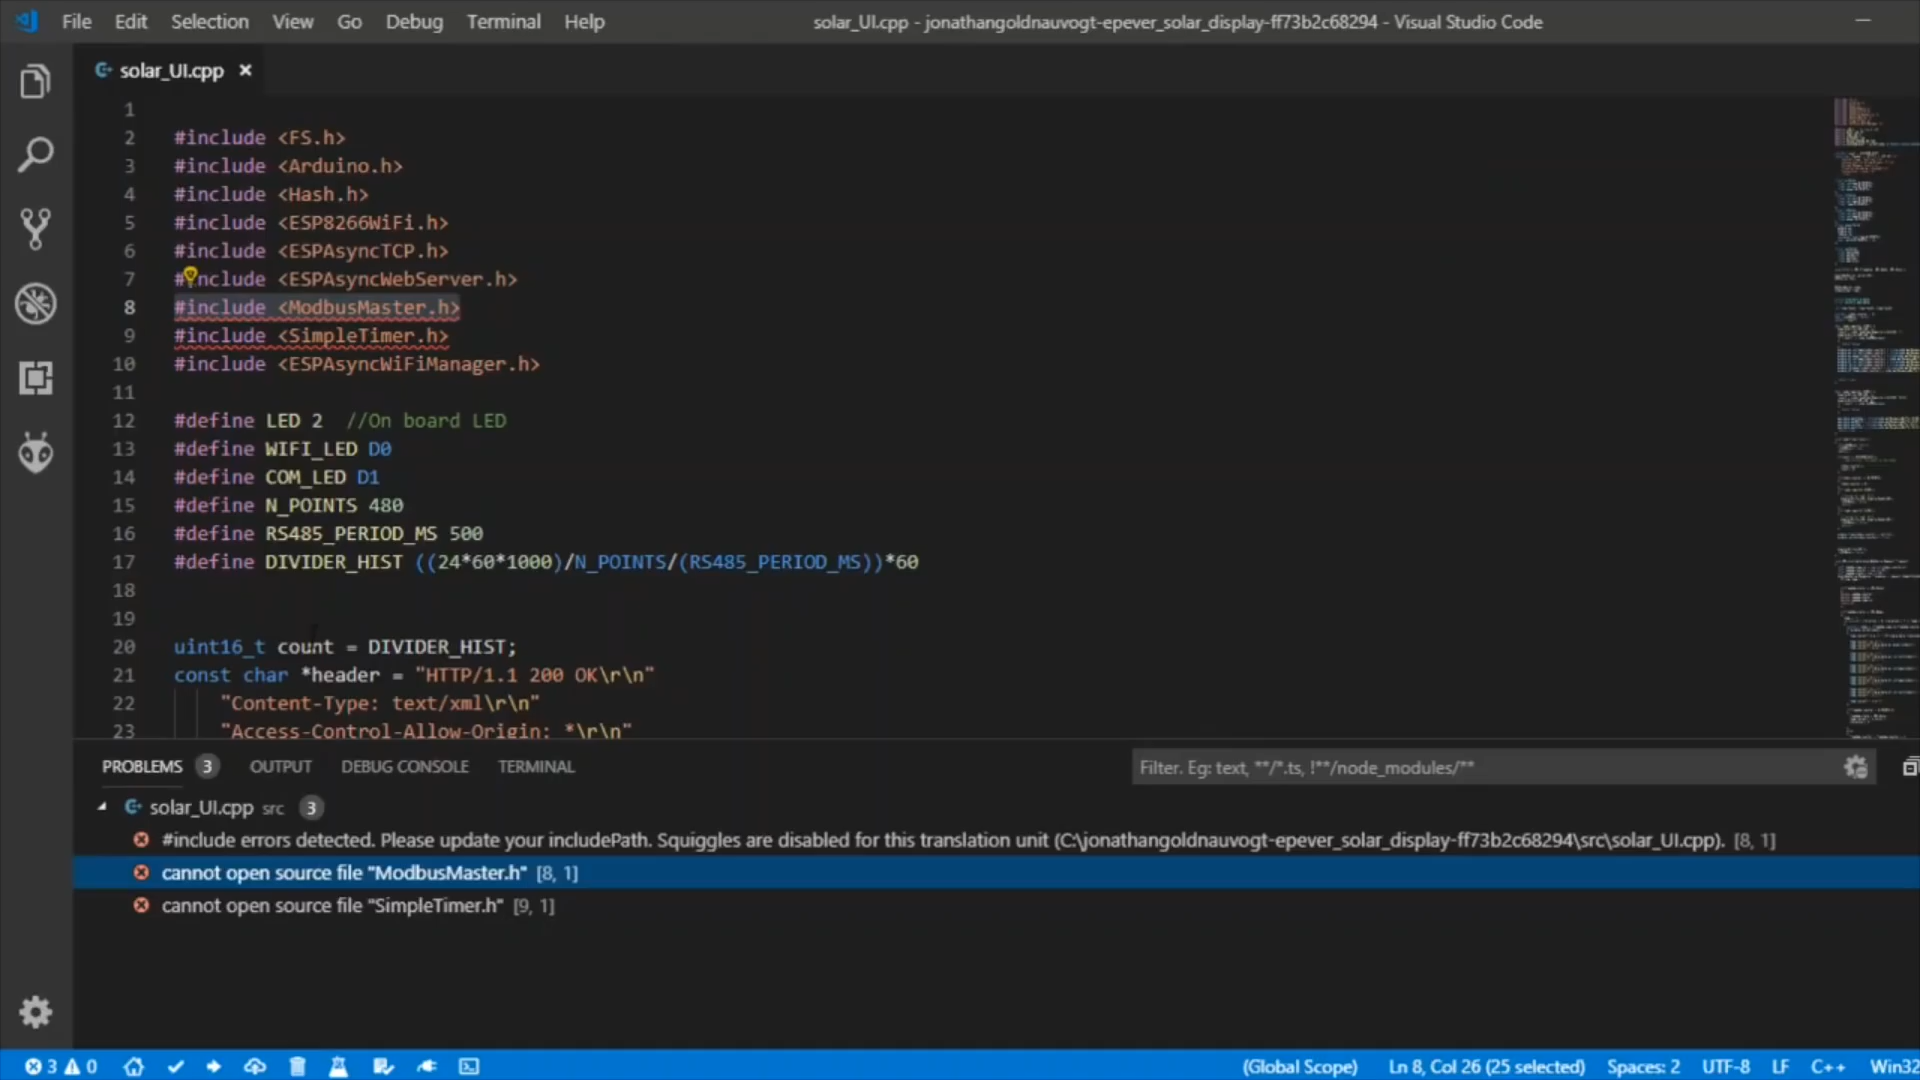 File Edit Selection View Go Debug Terminal Help solar_UI.cpp - jonathangoldnauvogt-epever_solar_display-ff73b2c68294 - Visual Studio Code
solar_UI.cpp ×
1
2 #include <FS.h>
3 #include <Arduino.h>
4 #include <Hash.h>
5 #include <ESP8266WiFi.h>
6 #include <ESPAsyncTCP.h>
7 #include <ESPAsyncWebServer.h>
8 #include <ModbusMaster.h>
9 #include <SimpleTimer.h>
10 #include <ESPAsyncWiFiManager.h>
11
12 #define LED 2 //On board LED
13 #define WIFI_LED D0
14 #define COM_LED D1
15 #define N_POINTS 480
16 #define RS485_PERIOD_MS 500
17 #define DIVIDER_HIST ((24*60*1000)/N_POINTS/(RS485_PERIOD_MS))*60
18
19
20 uint16_t count = DIVIDER_HIST;
21 const char *header = "HTTP/1.1 200 OK\r\n"
22 "Content-Type: text/xml\r\n"
23 "Access-Control-Allow-Origin: *\r\n"
PROBLEMS 3 OUTPUT DEBUG CONSOLE TERMINAL Filter. Eg: text, **/*.ts, !**/node_modules/**
solar_UI.cpp src 3
#include errors detected. Please update your includePath. Squiggles are disabled for this translation unit (C:\jonathangoldnauvogt-epever_solar_display-ff73b2c68294\src\solar_UI.cpp). [8, 1]
cannot open source file "ModbusMaster.h" [8, 1]
cannot open source file "SimpleTimer.h" [9, 1]
3 0 (Global Scope) Ln 8, Col 26 (25 selected) Spaces: 2 UTF-8 LF C++ Win32